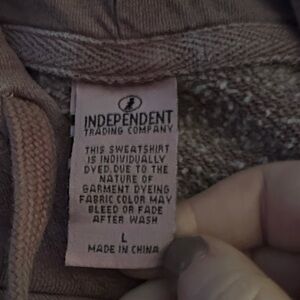 INDEPENDENT
TRADING COMPANY
THIS SWEATSHIRT
IS INDIVIDUALLY
DYED. DUE TO THE
NATURE OF
GARMENT DYEING
FABRIC COLOR MAY
BLEED OR FADE
AFTER WASH
L
MADE IN CHINA